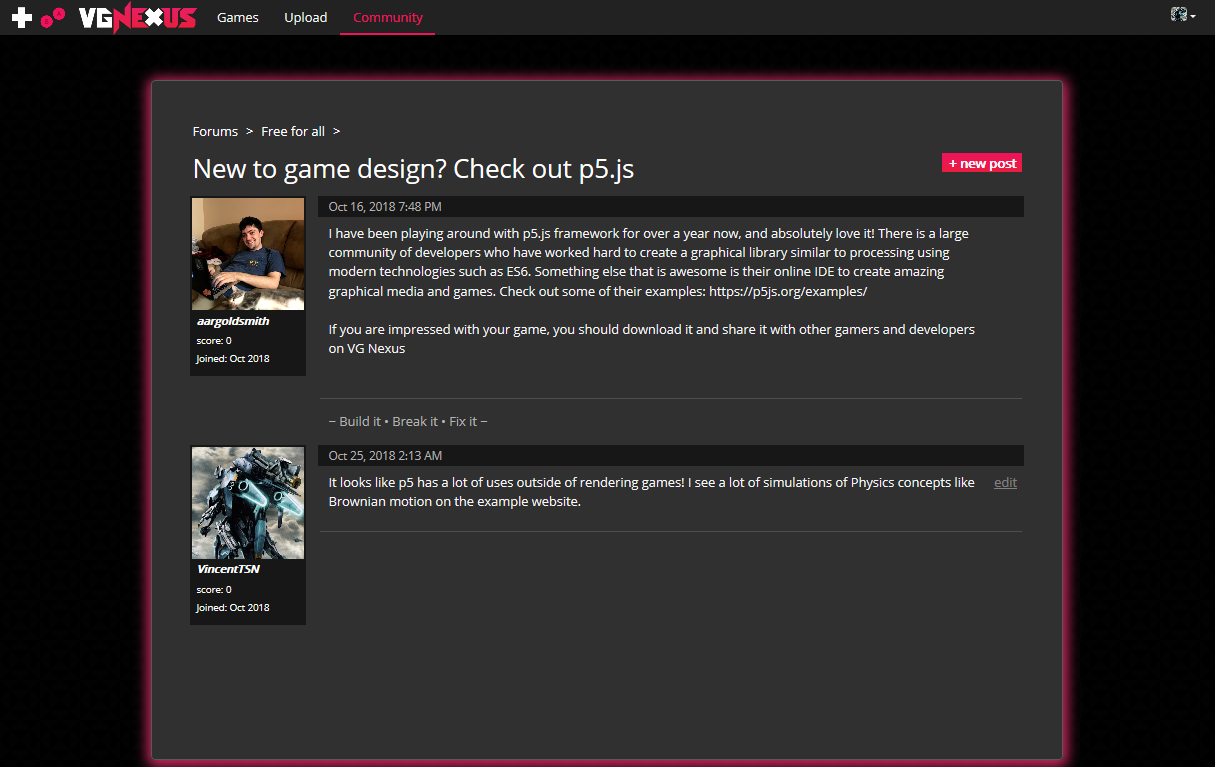 B A VGNEXUS Games Upload Community
Forums > Free for all >
New to game design? Check out p5.js
+ new post
Oct 16, 2018 7:48 PM
I have been playing around with p5.js framework for over a year now, and absolutely love it! There is a large
community of developers who have worked hard to create a graphical library similar to processing using
modern technologies such as ES6. Something else that is awesome is their online IDE to create amazing
graphical media and games. Check out some of their examples: https://p5js.org/examples/
If you are impressed with your game, you should download it and share it with other gamers and developers
on VG Nexus
aargoldsmith
score: 0
Joined: Oct 2018
~ Build it • Break it • Fix it ~
Oct 25, 2018 2:13 AM
It looks like p5 has a lot of uses outside of rendering games! I see a lot of simulations of Physics concepts like
Brownian motion on the example website.
edit
VincentTSN
score: 0
Joined: Oct 2018